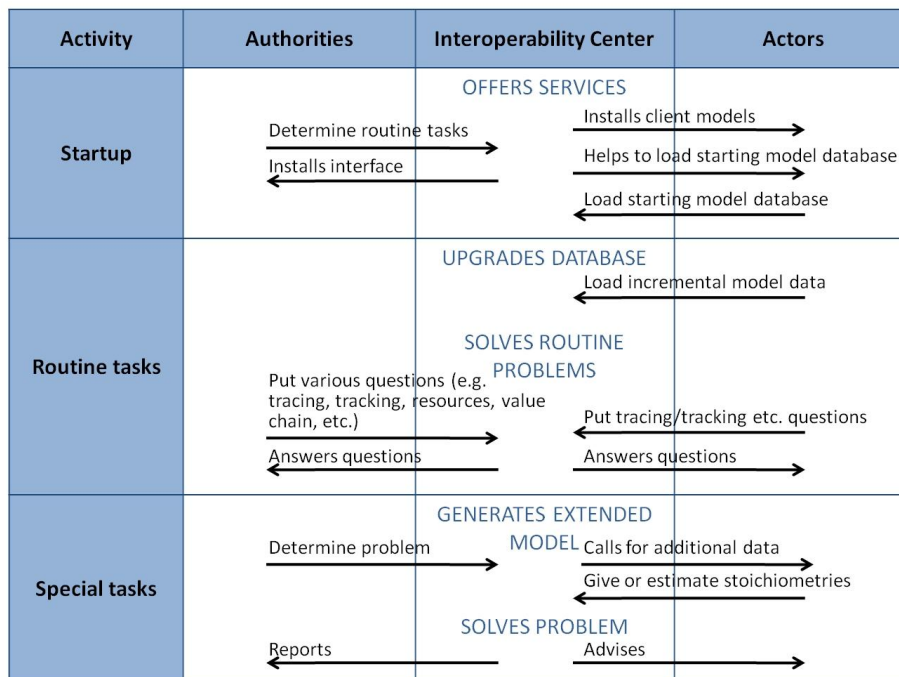 Activity
Authorities
Interoperability Center
Actors
Startup
OFFERS SERVICES
Determine routine tasks
Installs interface
Installs client models
Helps to load starting model database
Load starting model database
Routine tasks
UPGRADES DATABASE
Load incremental model data
SOLVES ROUTINE
PROBLEMS
Put various questions (e.g.
tracing, tracking, resources, value
chain, etc.)
Put tracing/tracking etc. questions
Answers questions
Answers questions
Special tasks
GENERATES EXTENDED
MODEL
Determine problem
Calls for additional data
Give or estimate stoichiometries
SOLVES PROBLEM
Reports
Advises